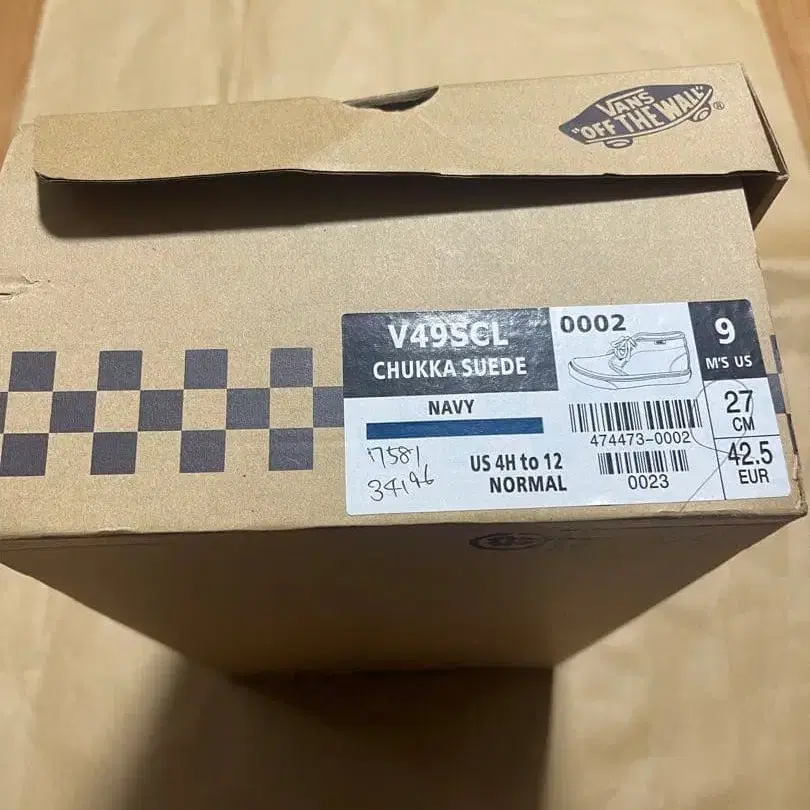 VANS
"OFF THE WALL"
®
V49SCL
CHUKKA SUEDE
0002
9
M'S US
NAVY
27
CM
474473-0002
17581
34196
US 4H to 12
NORMAL
0023
42.5
EUR